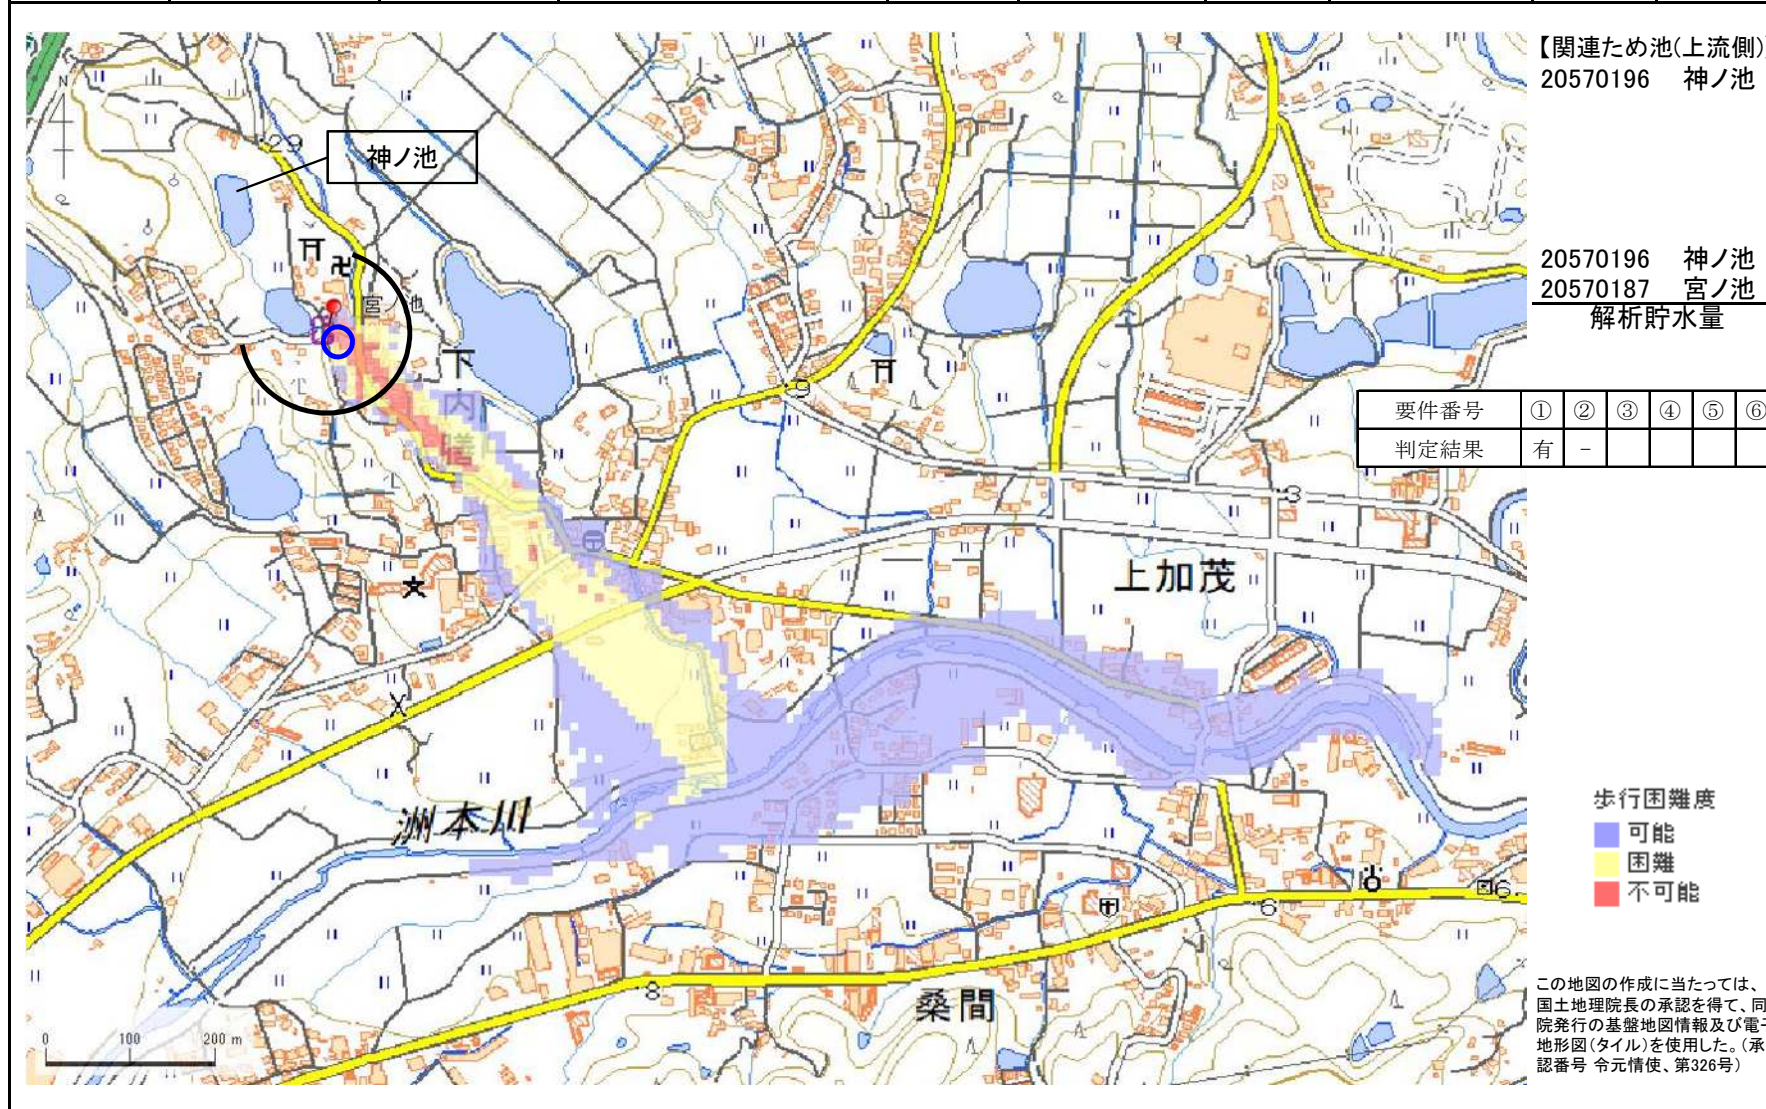 【関連ため池(上流側)】
20570196 神ノ池
神ノ池
29
N
宮ノ池
20570196 神ノ池
20570187 宮ノ池
解析貯水量
下内膳
9
要件番号 ① ② ③ ④ ⑤ ⑥
判定結果 有 -
3
上加茂
洲本川
歩行困難度
可能
困難
不可能
6
6
8
桑間
この地図の作成に当たっては、
国土地理院長の承認を得て、同
院発行の基盤地図情報及び電子
地形図(タイル)を使用した。(承
認番号 令元情使、第326号)
0 100 200 m